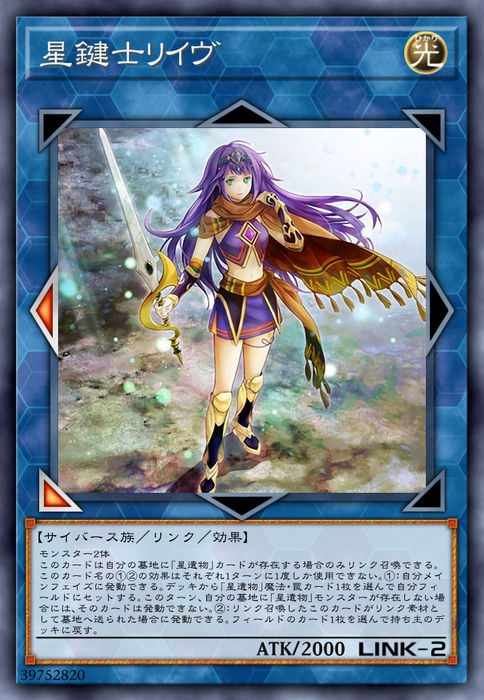 星鍵士リイヴ
ひかり
光
【サイバース族／リンク／効果】
モンスター2体
このカードは自分の墓地に「星遺物」カードが存在する場合のみリンク召喚できる。
このカード名の①②の効果はそれぞれ1ターンに1度しか使用できない。①：自分メイ
ンフェイズに発動できる。デッキから「星遺物」魔法・罠カード1枚を選んで自分フィ
ールドにセットする。このターン、自分の墓地に「星遺物」モンスターが存在しない場
合には、そのカードは発動できない。②：リンク召喚したこのカードがリンク素材と
して墓地へ送られた場合に発動できる。フィールドのカード1枚を選んで持ち主のデ
ッキに戻す。
ATK/2000 LINK-2
39752820